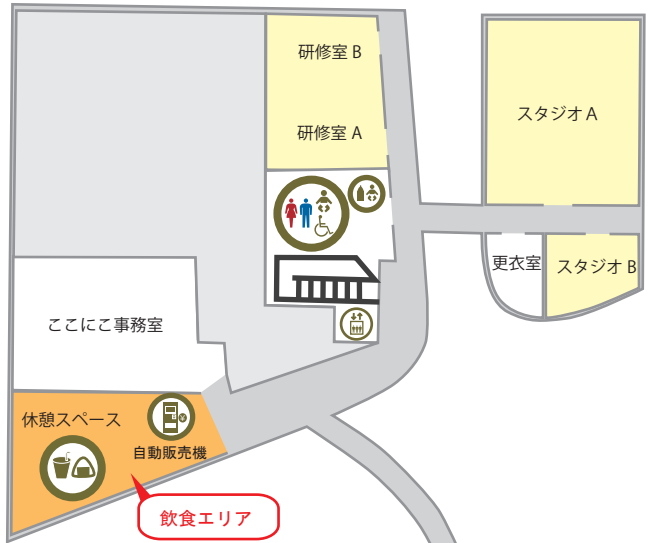 研修室 B
研修室 A
スタジオ A
更衣室
スタジオ B
ここにこ事務室
休憩スペース
自動販売機
飲食エリア